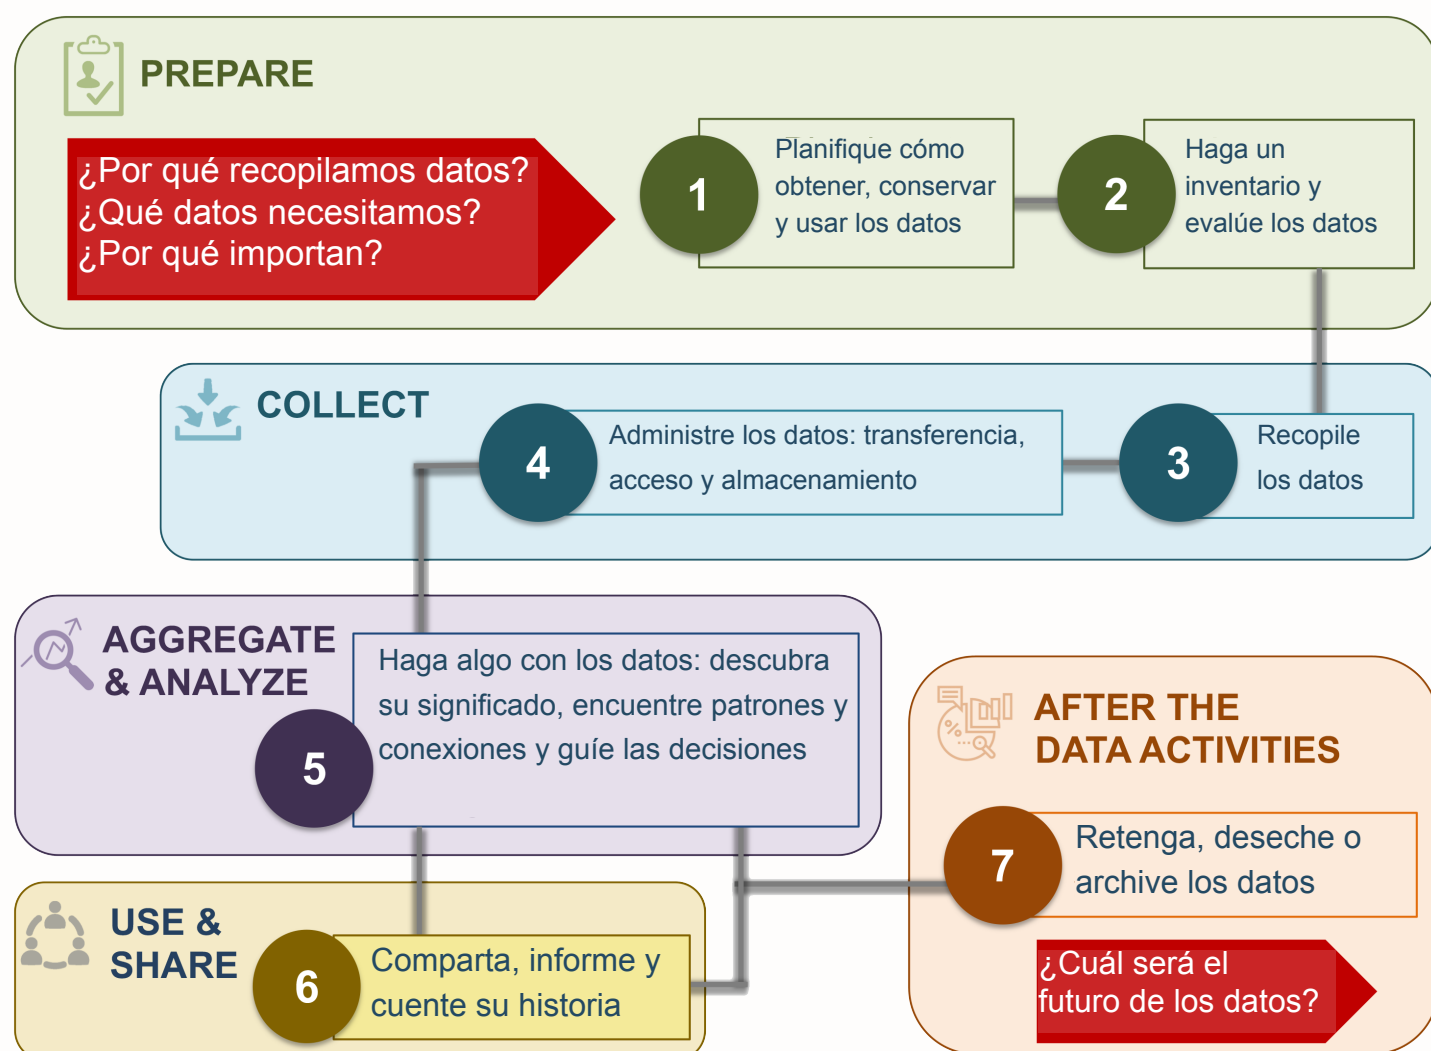 PREPARE
¿Por qué recopilamos datos?
¿Qué datos necesitamos?
¿Por qué importan?
1
Planifique cómo
obtener, conservar
y usar los datos
2
Haga un
inventario y
evalúe los datos
COLLECT
4
Administre los datos: transferencia,
acceso y almacenamiento
3
Recopile
los datos
AGGREGATE
& ANALYZE
5
Haga algo con los datos: descubra
su significado, encuentre patrones y
conexiones y guíe las decisiones
USE &
SHARE
6
Comparta, informe y
cuente su historia
AFTER THE
DATA ACTIVITIES
%
7
Retenga, deseche o
archive los datos
¿Cuál será el
futuro de los datos?